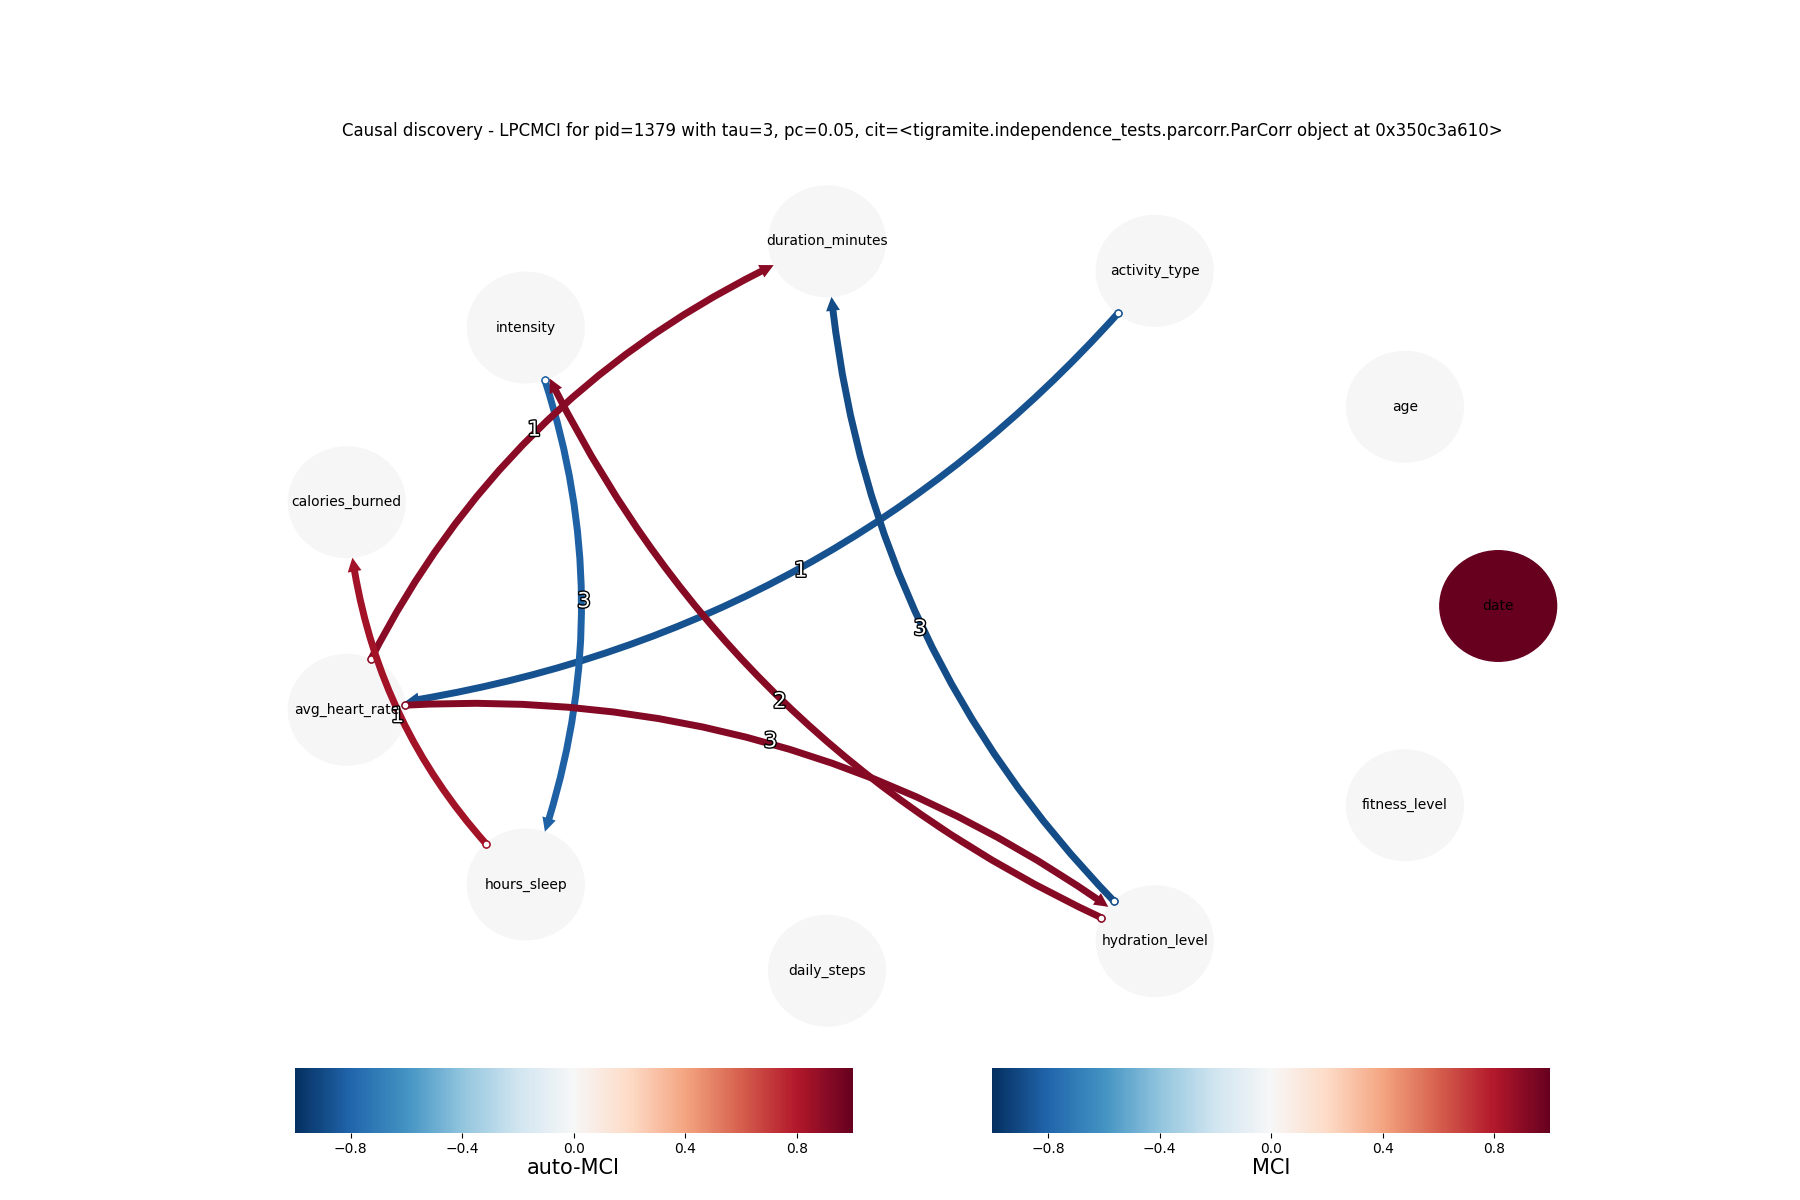 Causal discovery - LPCMCI for pid=1379 with tau=3, pc=0.05, cit=<tigramite.independence_tests.parcorr.ParCorr object at 0x350c3a610>
duration_minutes
activity_type
intensity
age
1
calories_burned
1
3
date
3
2
avg_heart_rate
1
3
fitness_level
hours_sleep
hydration_level
daily_steps
−0.8 −0.4 0.0 0.4 0.8
auto-MCI
−0.8 −0.4 0.0 0.4 0.8
MCI